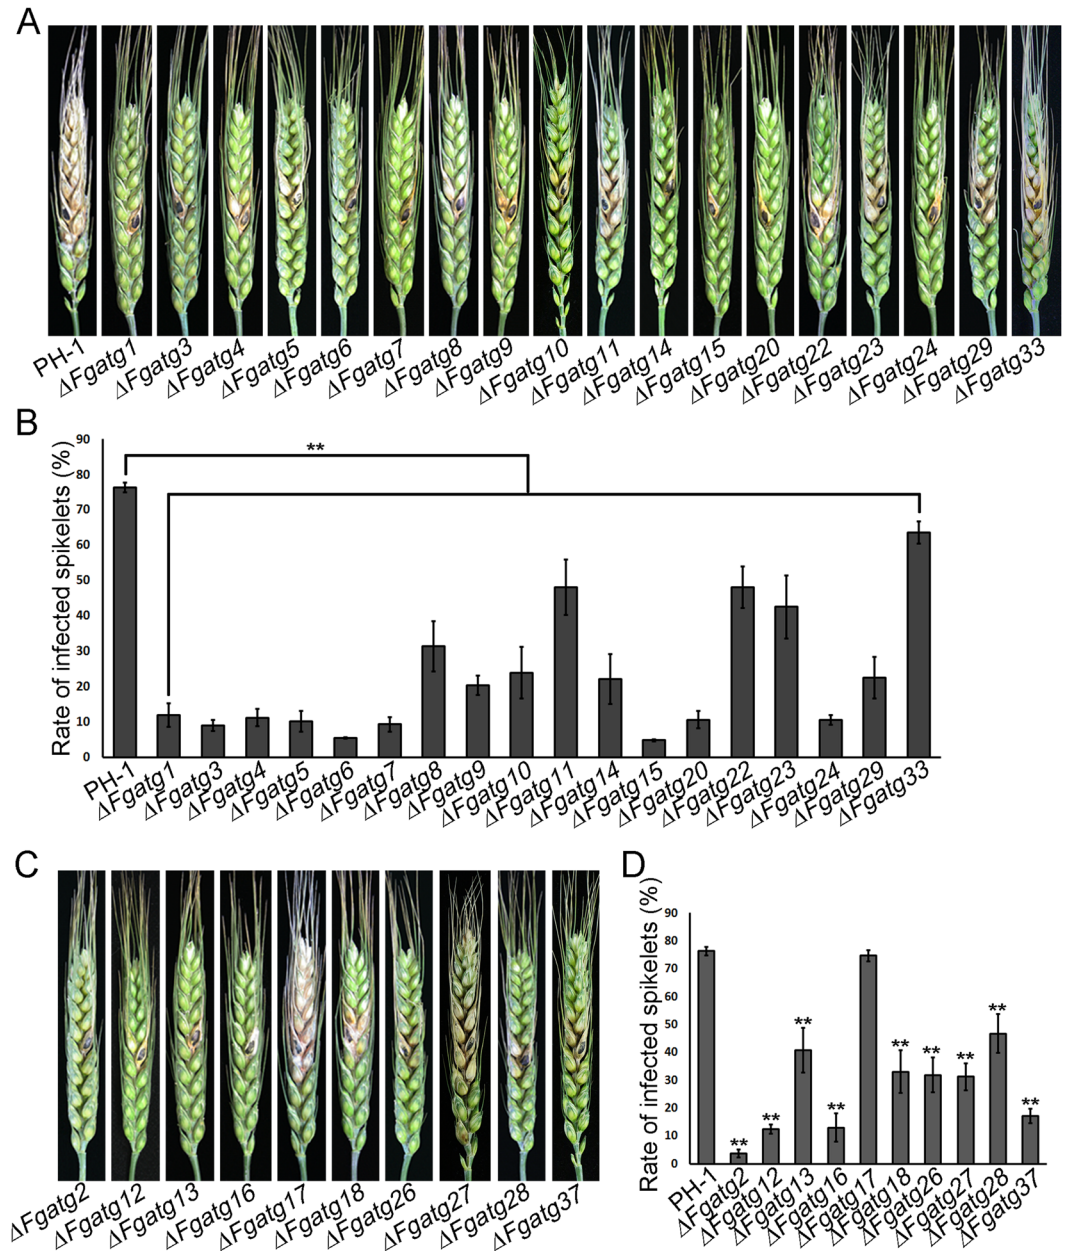 A
PH-1 ΔFgatg1 ΔFgatg3 ΔFgatg4 ΔFgatg5 ΔFgatg6 ΔFgatg7 ΔFgatg8 ΔFgatg9 ΔFgatg10 ΔFgatg11 ΔFgatg14 ΔFgatg15 ΔFgatg20 ΔFgatg22 ΔFgatg23 ΔFgatg24 ΔFgatg29 ΔFgatg33
B
Rate of infected spikelets (%)
90
80
70
60
50
40
30
20
10
0
**
PH-1 ΔFgatg1 ΔFgatg3 ΔFgatg4 ΔFgatg5 ΔFgatg6 ΔFgatg7 ΔFgatg8 ΔFgatg9 ΔFgatg10 ΔFgatg11 ΔFgatg14 ΔFgatg15 ΔFgatg20 ΔFgatg22 ΔFgatg23 ΔFgatg24 ΔFgatg29 ΔFgatg33
C
ΔFgatg2 ΔFgatg12 ΔFgatg13 ΔFgatg16 ΔFgatg17 ΔFgatg18 ΔFgatg26 ΔFgatg27 ΔFgatg28 ΔFgatg37
D
Rate of infected spikelets (%)
90
80
70
60
50
40
30
20
10
0
** ** ** ** ** ** ** ** **
PH-1 ΔFgatg2 ΔFgatg12 ΔFgatg13 ΔFgatg16 ΔFgatg17 ΔFgatg18 ΔFgatg26 ΔFgatg27 ΔFgatg28 ΔFgatg37